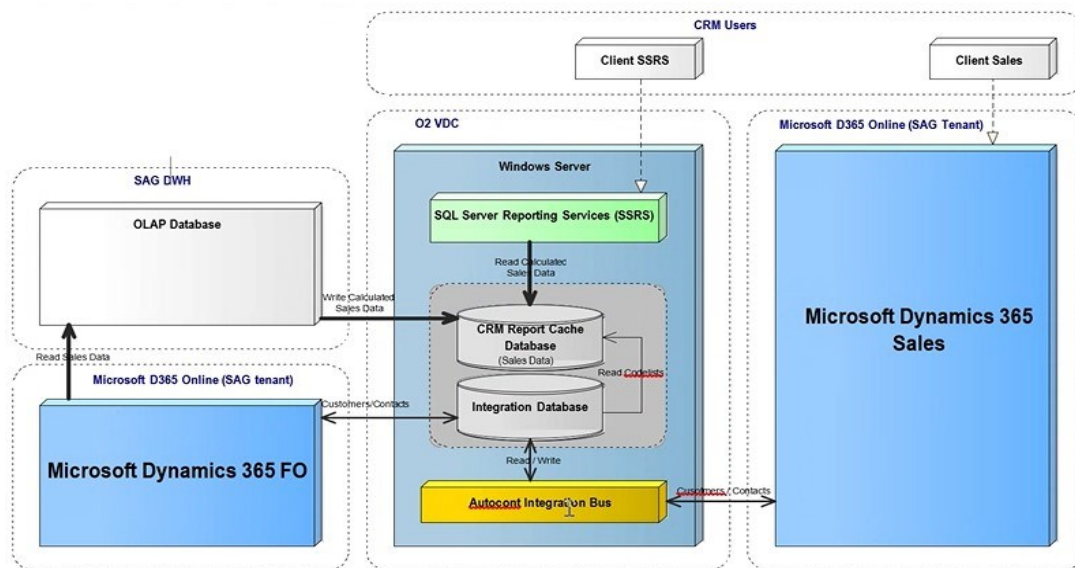 CRM Users
Client SSRS
Client Sales
O2 VDC
Microsoft D365 Online (SAG Tenant)
Windows Server
SAG DWH
OLAP Database
SQL Server Reporting Services (SSRS)
Read Calculated
Sales Data
Write Calculated
Sales Data
CRM Report Cache
Database
(Sales Data)
Microsoft Dynamics 365
Sales
Read Sales Data
Read Codelists
Microsoft D365 Online (SAG tenant)
Customers/Contacts
Integration Database
Microsoft Dynamics 365 FO
Read / Write
Autocont Integration Bus
Customers / Contacts